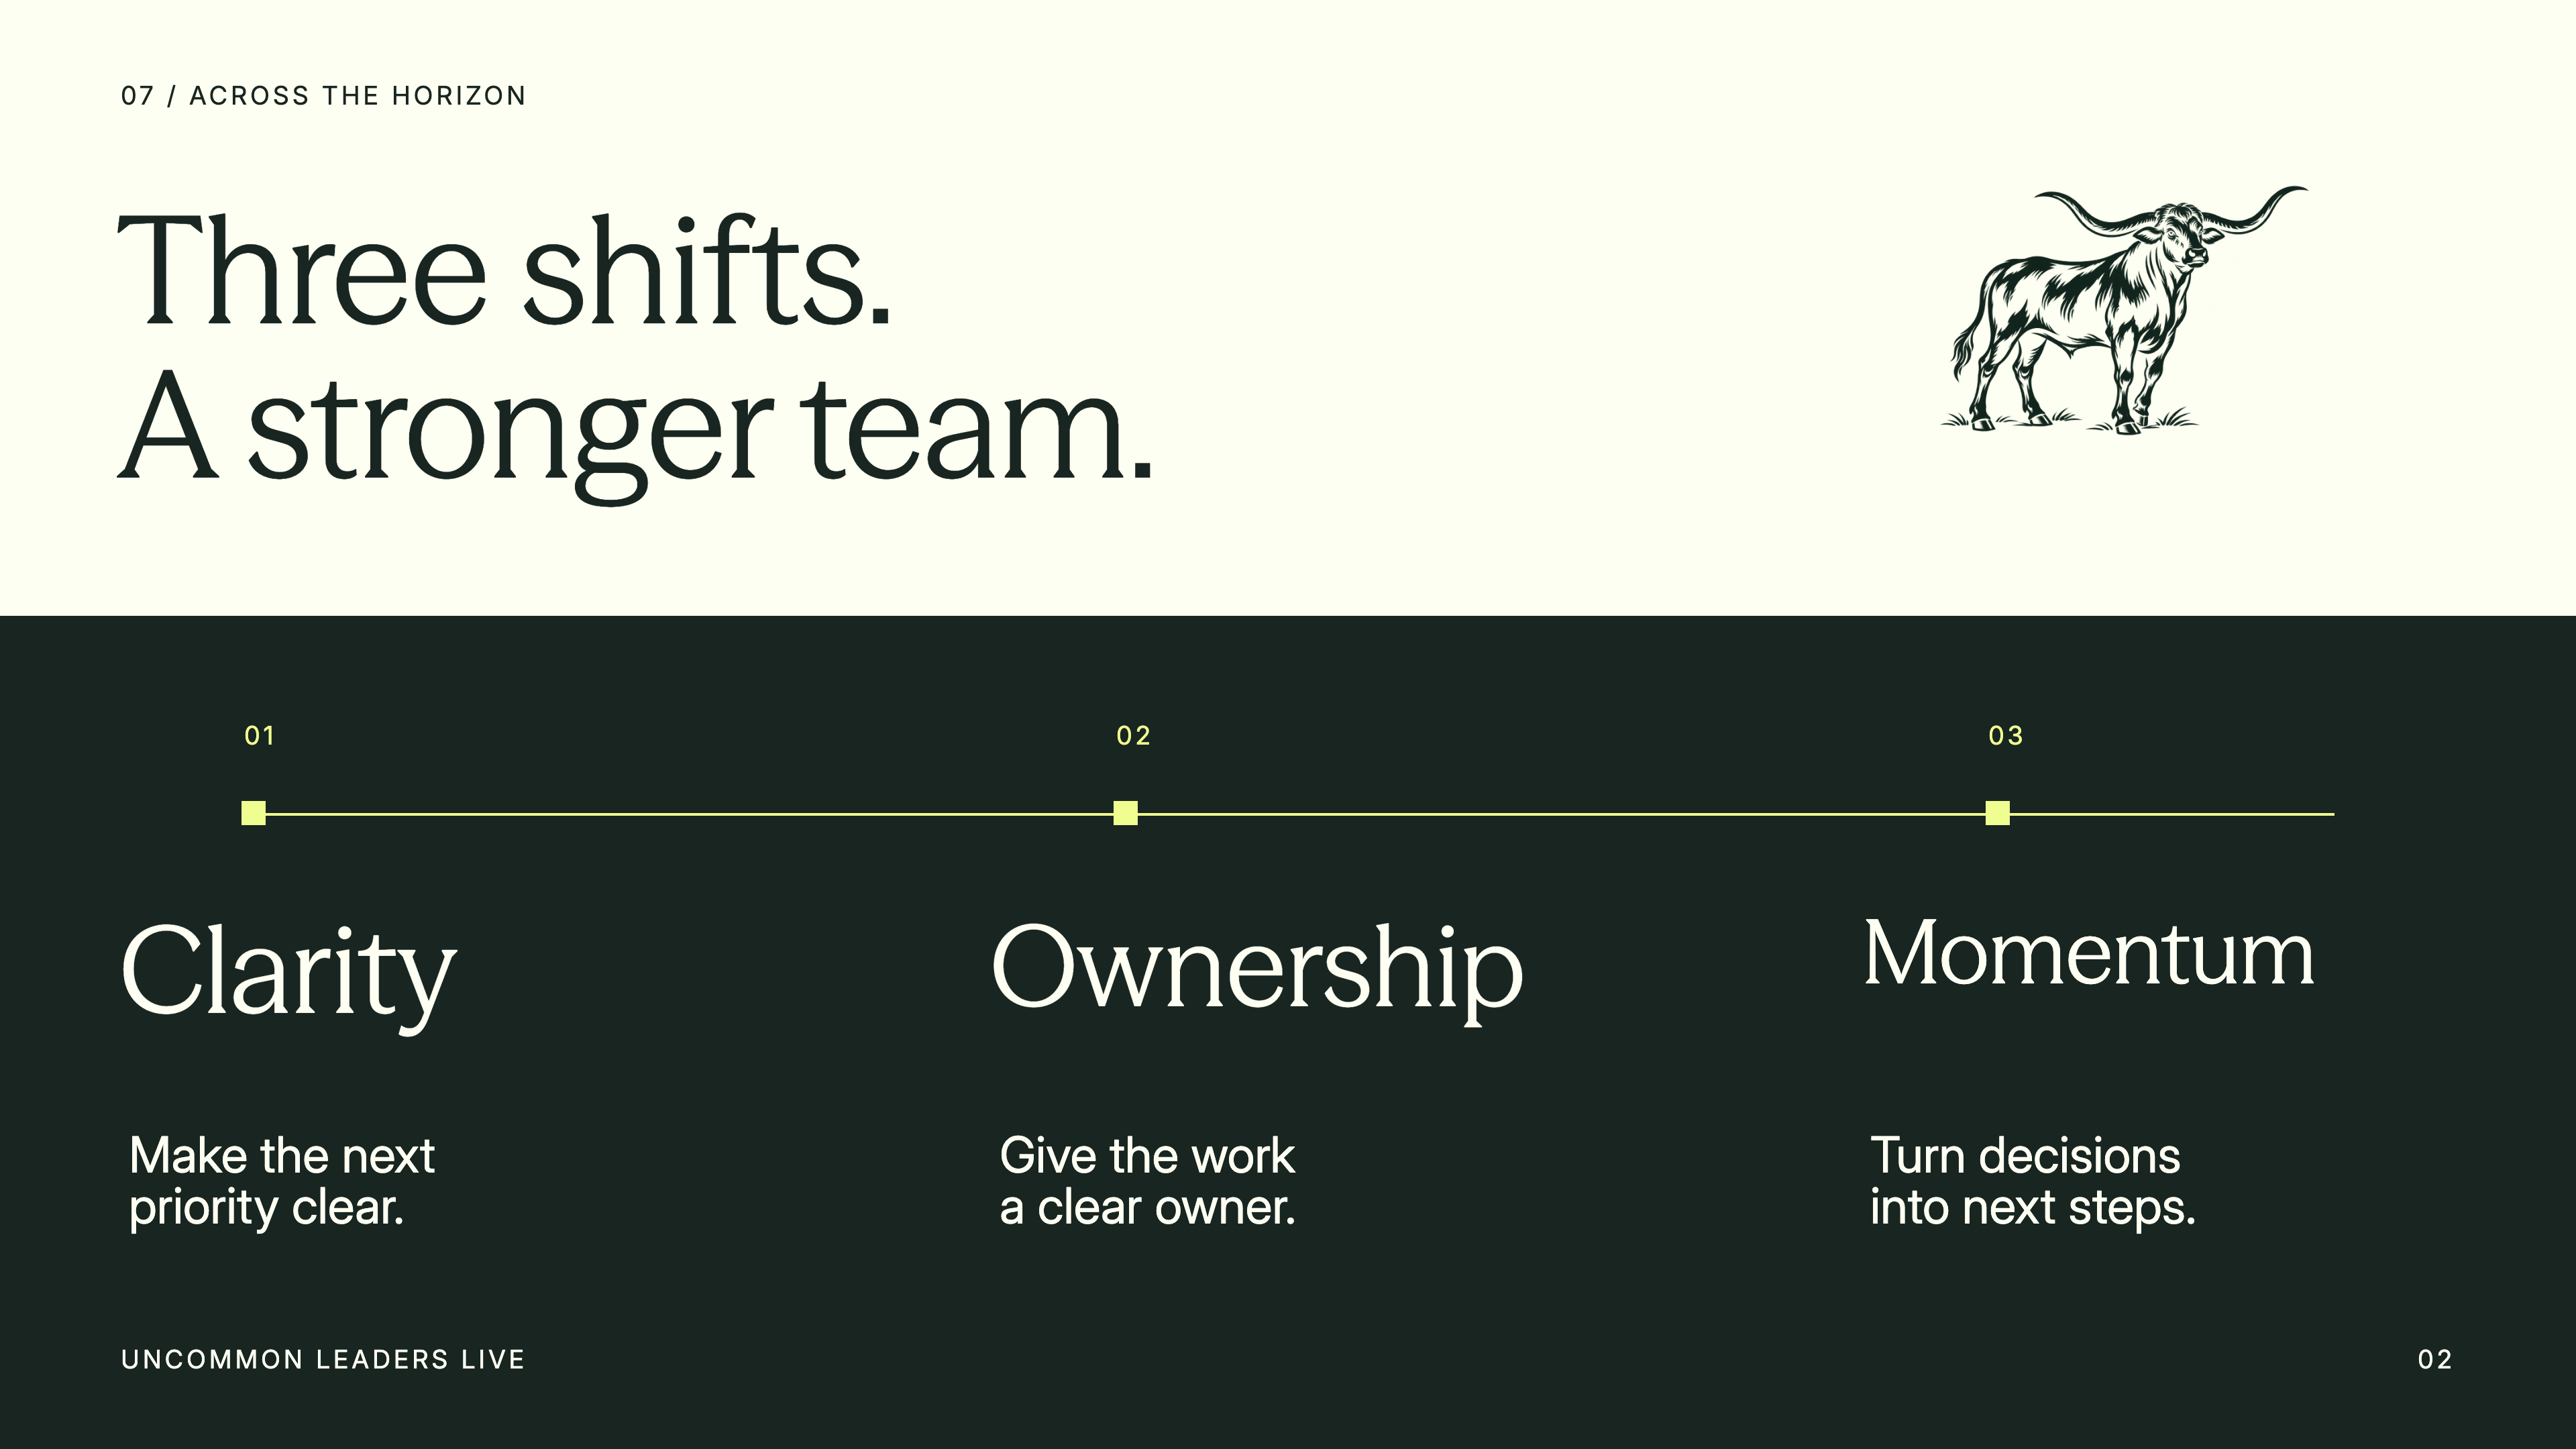 07 / ACROSS THE HORIZON
Three shifts.
A stronger team.
01
02
03
Clarity
Ownership
Momentum
Make the next
priority clear.
Give the work
a clear owner.
Turn decisions
into next steps.
UNCOMMON LEADERS LIVE
02